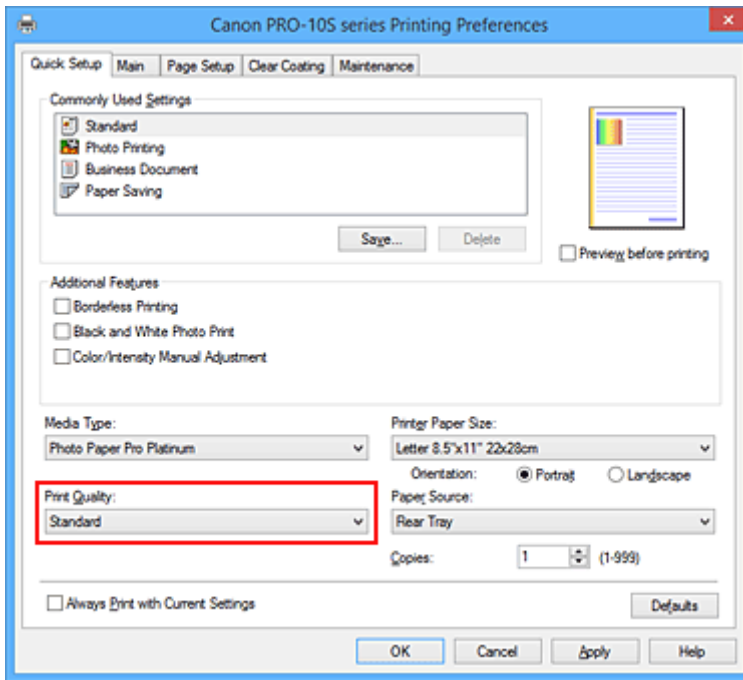 Canon PRO-10S series Printing Preferences
Quick Setup Main Page Setup Clear Coating Maintenance
Commonly Used Settings
Standard
Photo Printing
Business Document
Paper Saving
Save... Delete
Preview before printing
Additional Features
Borderless Printing
Black and White Photo Print
Color/Intensity Manual Adjustment
Media Type: Printer Paper Size:
Photo Paper Pro Platinum Letter 8.5"x11" 22x28cm
Orientation: Portrait Landscape
Print Quality: Paper Source:
Standard Rear Tray
Copies: 1 (1-999)
Always Print with Current Settings Defaults
OK Cancel Apply Help